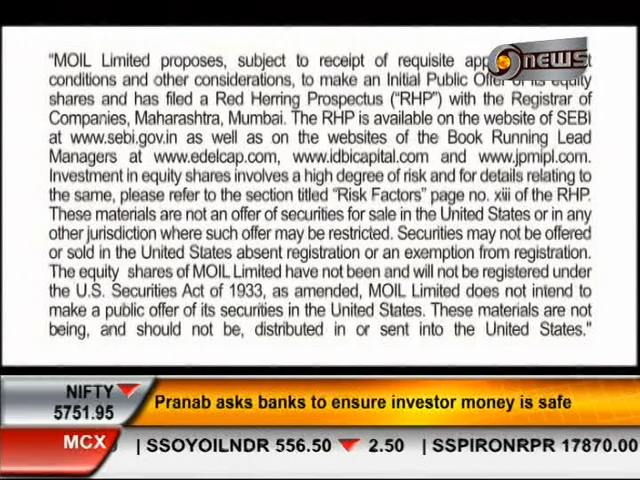 news
"MOIL Limited proposes, subject to receipt of requisite
conditions and other considerations, to make an Initial Public Offer of its equity
shares and has filed a Red Herring Prospectus ("RHP") with the Registrar of
Companies, Maharashtra, Mumbai. The RHP is available on the website of SEBI
at www.sebi.gov.in as well as on the websites of the Book Running Lead
Managers at www.edelcap.com, www.idbicapital.com and www.jpmipl.com.
Investment in equity shares involves a high degree of risk and for details relating to
the same, please refer to the section titled "Risk Factors" page no. xiii of the RHP.
These materials are not an offer of securities for sale in the United States or in any
other jurisdiction where such offer may be restricted. Securities may not be offered
or sold in the United States absent registration or an exemption from registration.
The equity shares of MOIL Limited have not been and will not be registered under
the U.S. Securities Act of 1933, as amended, MOIL Limited does not intend to
make a public offer of its securities in the United States. These materials are not
being, and should not be, distributed in or sent into the United States."
NIFTY
5751.95
Pranab asks banks to ensure investor money is safe
MCX
| SSOYOILNDR 556.50 2.50 | SSPIRONRPR 17870.00